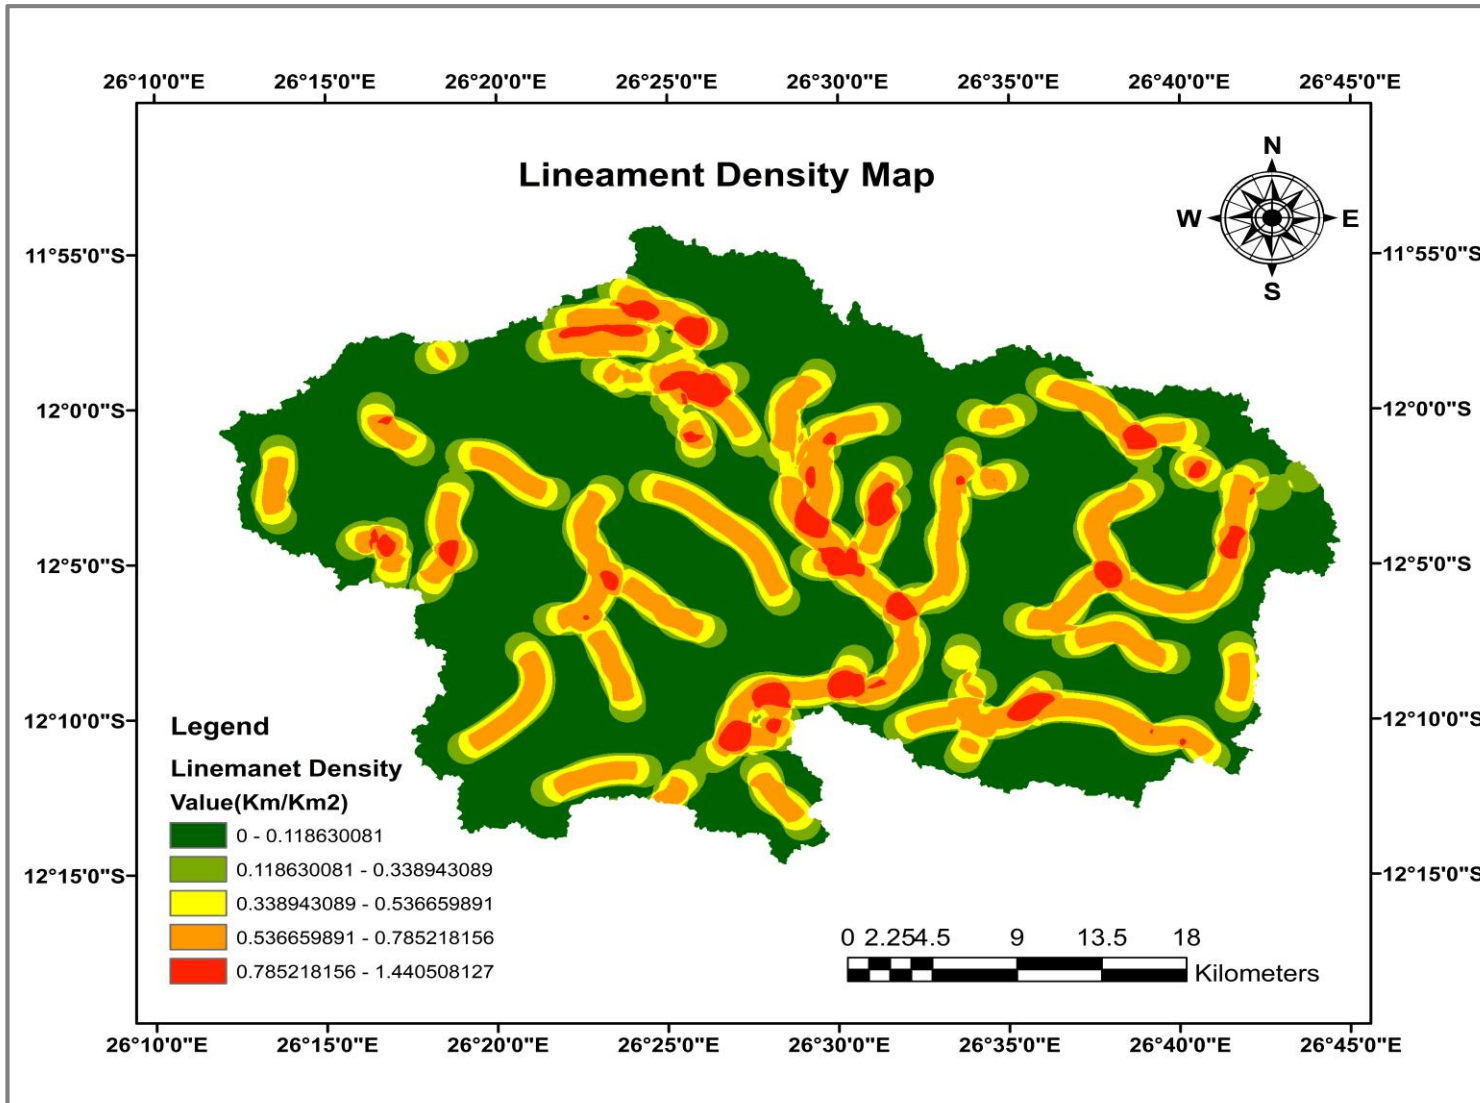 26°10'0"E 26°15'0"E 26°20'0"E 26°25'0"E 26°30'0"E 26°35'0"E 26°40'0"E 26°45'0"E
N
Lineament Density Map
W E
S
11°55'0"S 11°55'0"S
12°0'0"S 12°0'0"S
12°5'0"S 12°5'0"S
12°10'0"S 12°10'0"S
Legend
Linemanet Density
Value(Km/Km2)
0 - 0.118630081
0.118630081 - 0.338943089
12°15'0"S 12°15'0"S
0.338943089 - 0.536659891
0.536659891 - 0.785218156
0 2.254.5 9 13.5 18
0.785218156 - 1.440508127
Kilometers
26°10'0"E 26°15'0"E 26°20'0"E 26°25'0"E 26°30'0"E 26°35'0"E 26°40'0"E 26°45'0"E